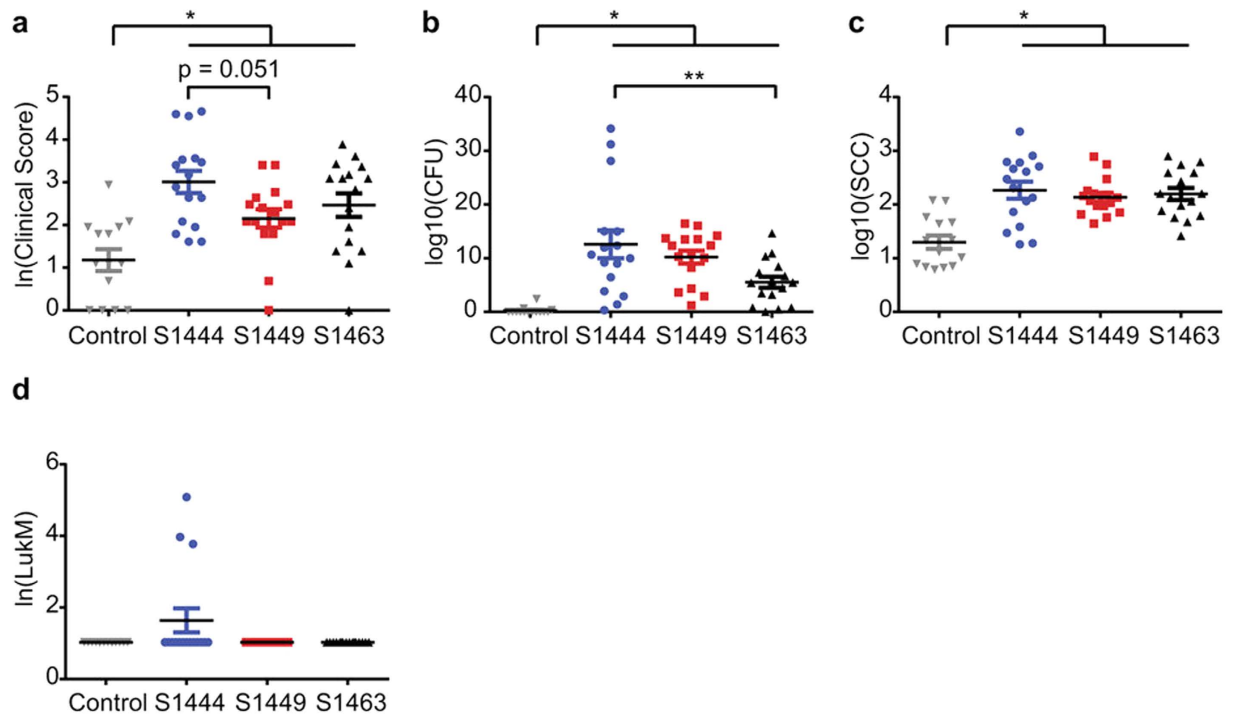 a
*
p = 0.051
ln(Clinical Score)
5
4
3
2
1
0
Control S1444 S1449 S1463
b
*
**
log10(CFU)
40
30
20
10
0
Control S1444 S1449 S1463
c
*
log10(SCC)
4
3
2
1
0
Control S1444 S1449 S1463
d
ln(LukM)
6
4
2
0
Control S1444 S1449 S1463